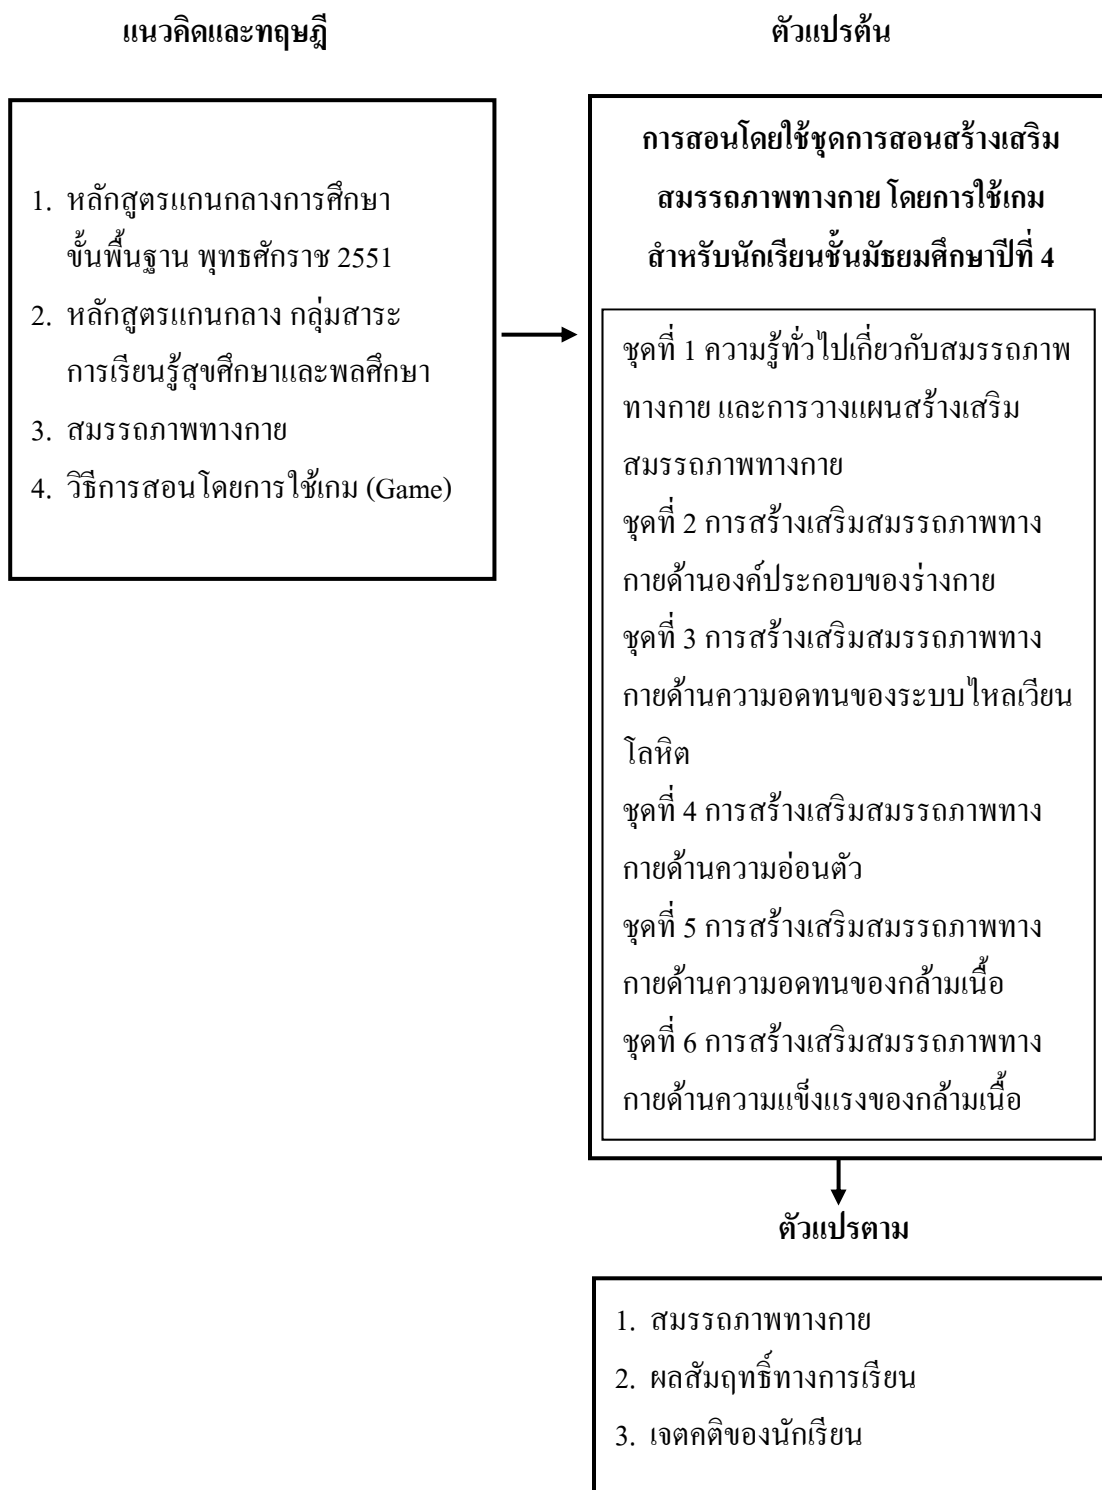 แนวคิดและทฤษฎี
1. หลักสูตรแกนกลางการศึกษา
ขั้นพื้นฐาน พุทธศักราช 2551
2. หลักสูตรแกนกลาง กลุ่มสาระ
การเรียนรู้สุขศึกษาและพลศึกษา
3. สมรรถภาพทางกาย
4. วิธีการสอนโดยการใช้เกม (Game)
ตัวแปรต้น
การสอนโดยใช้ชุดการสอนสร้างเสริม
สมรรถภาพทางกาย โดยการใช้เกม
สำหรับนักเรียนชั้นมัธยมศึกษาปีที่ 4
ชุดที่ 1 ความรู้ทั่วไปเกี่ยวกับสมรรถภาพ
ทางกาย และการวางแผนสร้างเสริม
สมรรถภาพทางกาย
ชุดที่ 2 การสร้างเสริมสมรรถภาพทาง
กายด้านองค์ประกอบของร่างกาย
ชุดที่ 3 การสร้างเสริมสมรรถภาพทาง
กายด้านความอดทนของระบบไหลเวียน
โลหิต
ชุดที่ 4 การสร้างเสริมสมรรถภาพทาง
กายด้านความอ่อนตัว
ชุดที่ 5 การสร้างเสริมสมรรถภาพทาง
กายด้านความอดทนของกล้ามเนื้อ
ชุดที่ 6 การสร้างเสริมสมรรถภาพทาง
กายด้านความแข็งแรงของกล้ามเนื้อ
ตัวแปรตาม
1. สมรรถภาพทางกาย
2. ผลสัมฤทธิ์ทางการเรียน
3. เจตคติของนักเรียน